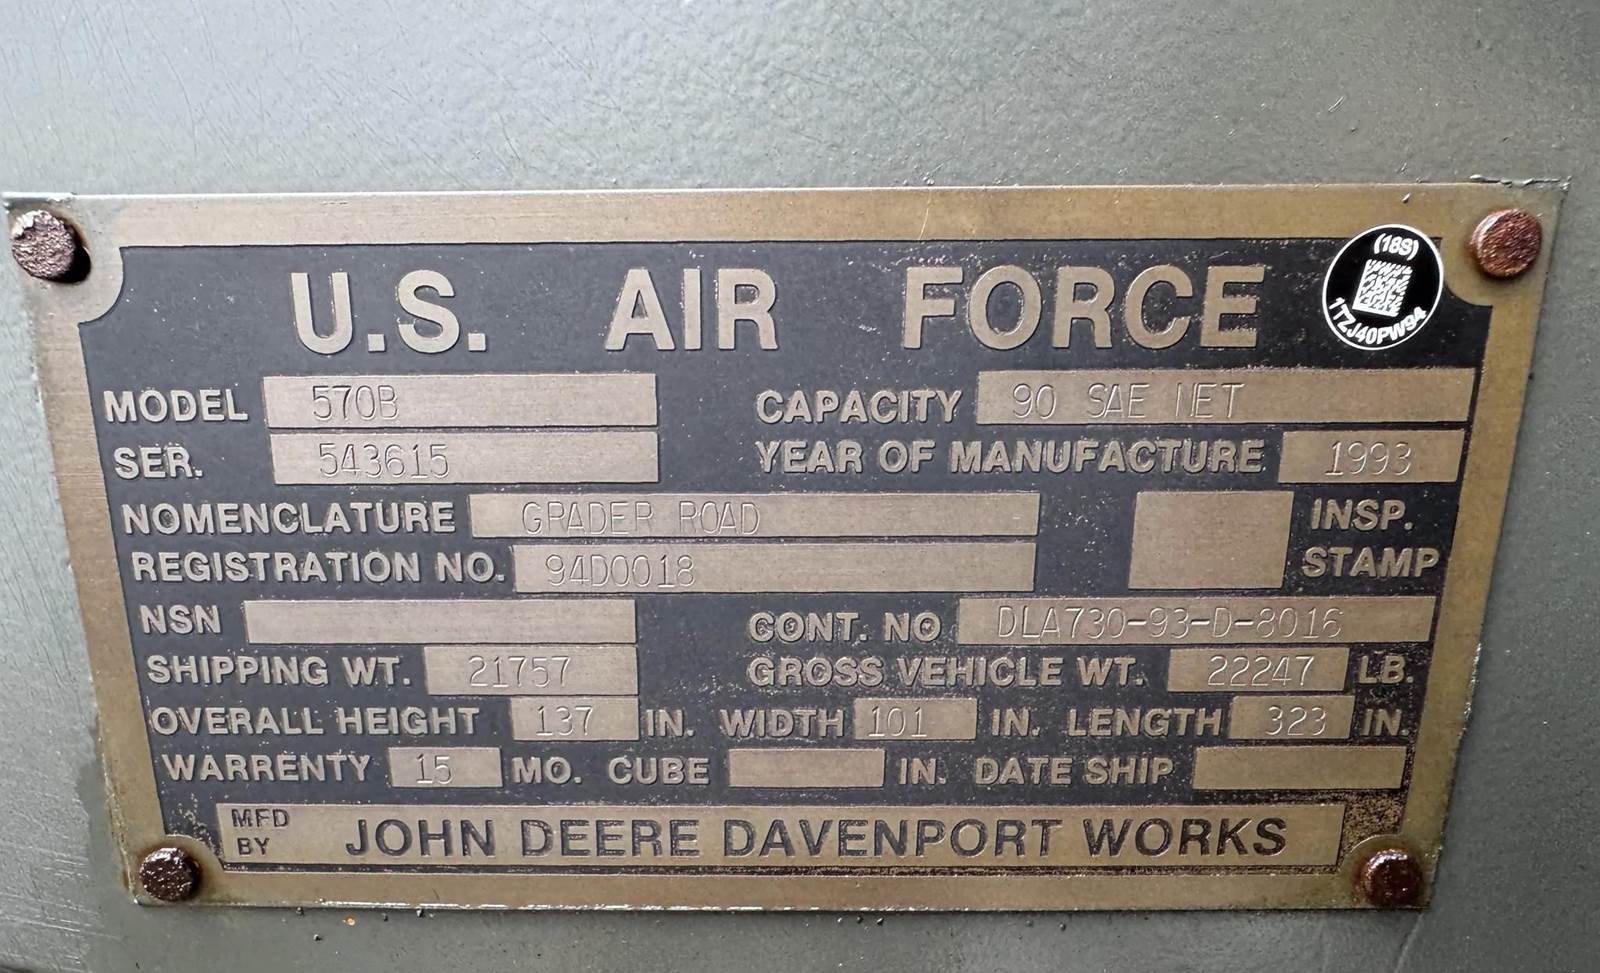 U.S. AIR FORCE
(18S)
1TZJ40PW94
MODEL 570B CAPACITY 90 SAE NET
SER. 543615 YEAR OF MANUFACTURE 1993
NOMENCLATURE GRADER ROAD INSP.
REGISTRATION NO. 94D0018 STAMP
NSN CONT. NO DLA730-93-D-8016
SHIPPING WT. 21757 GROSS VEHICLE WT. 22247 LB.
OVERALL HEIGHT 137 IN. WIDTH 101 IN. LENGTH 323 IN.
WARRENTY 15 MO. CUBE IN. DATE SHIP
MFD BY JOHN DEERE DAVENPORT WORKS